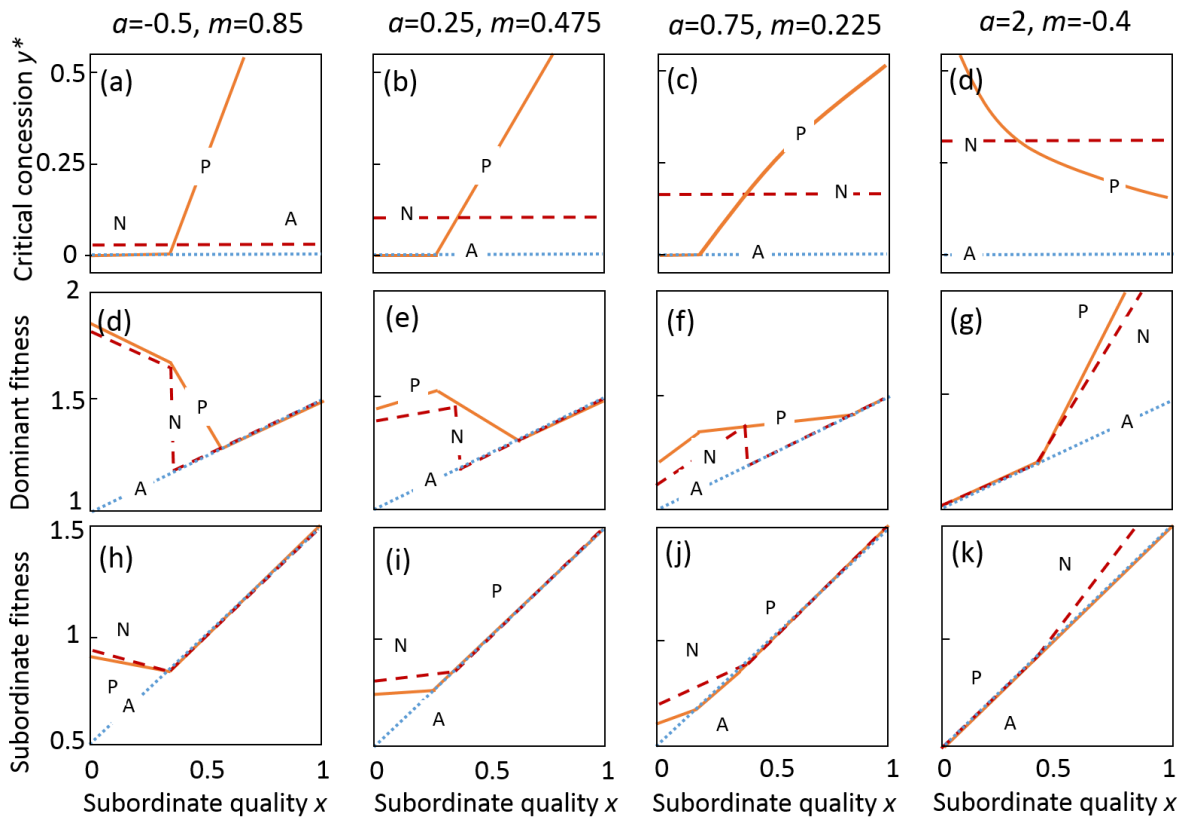 a=-0.5, m=0.85
a=0.25, m=0.475
a=0.75, m=0.225
a=2, m=-0.4
Critical concession y*
0.5
0.25
0
(a)
P
N
A
(b)
P
N
A
(c)
P
N
A
(d)
N
P
A
Dominant fitness
2
1.5
1
(d)
P
N
A
(e)
P
N
A
(f)
P
N
A
(g)
P
N
A
Subordinate fitness
1.5
1
0.5
(h)
N
P
A
(i)
P
N
A
(j)
P
N
A
(k)
N
P
A
0 0.5 1
0 0.5 1
0 0.5 1
0 0.5 1
Subordinate quality x
Subordinate quality x
Subordinate quality x
Subordinate quality x